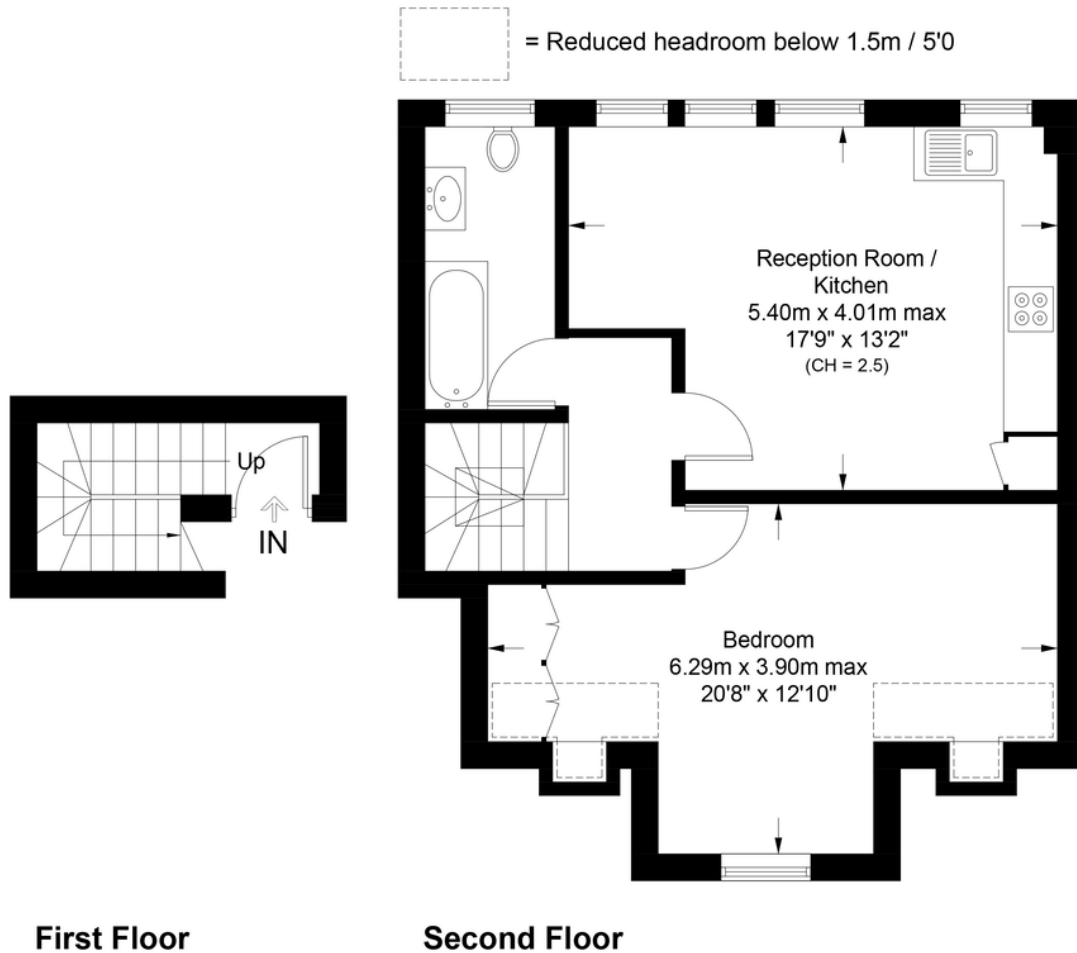 = Reduced headroom below 1.5m / 5'0
Reception Room /
Kitchen
5.40m x 4.01m max
17'9" x 13'2"
(CH = 2.5)
Up
IN
Bedroom
6.29m x 3.90m max
20'8" x 12'10"
First Floor
Second Floor